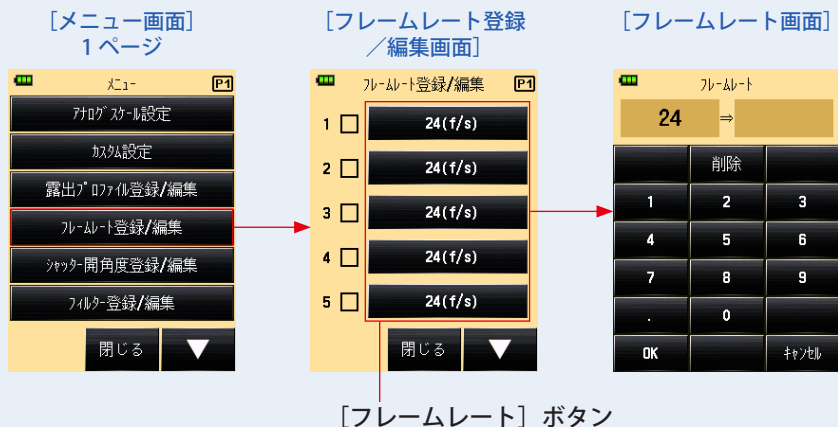 ［メニュー画面］
1 ページ
ﾒﾆｭｰ
P1
ｱﾅﾛｸﾞｽｹｰﾙ設定
ｶｽﾀﾑ設定
露出ﾌﾟﾛﾌｧｲﾙ登録/編集
ﾌﾚｰﾑﾚｰﾄ登録/編集
ｼｬｯﾀｰ開角度登録/編集
ﾌｨﾙﾀｰ登録/編集
閉じる ▼
［フレームレート登録
／編集画面］
ﾌﾚｰﾑﾚｰﾄ登録/編集
P1
1 □ 24(f/s)
2 □ 24(f/s)
3 □ 24(f/s)
4 □ 24(f/s)
5 □ 24(f/s)
閉じる ▼
［フレームレート］ボタン
［フレームレート画面］
ﾌﾚｰﾑﾚｰﾄ
24 ⇒
削除
1 2 3
4 5 6
7 8 9
. 0
OK ｷｬﾝｾﾙ